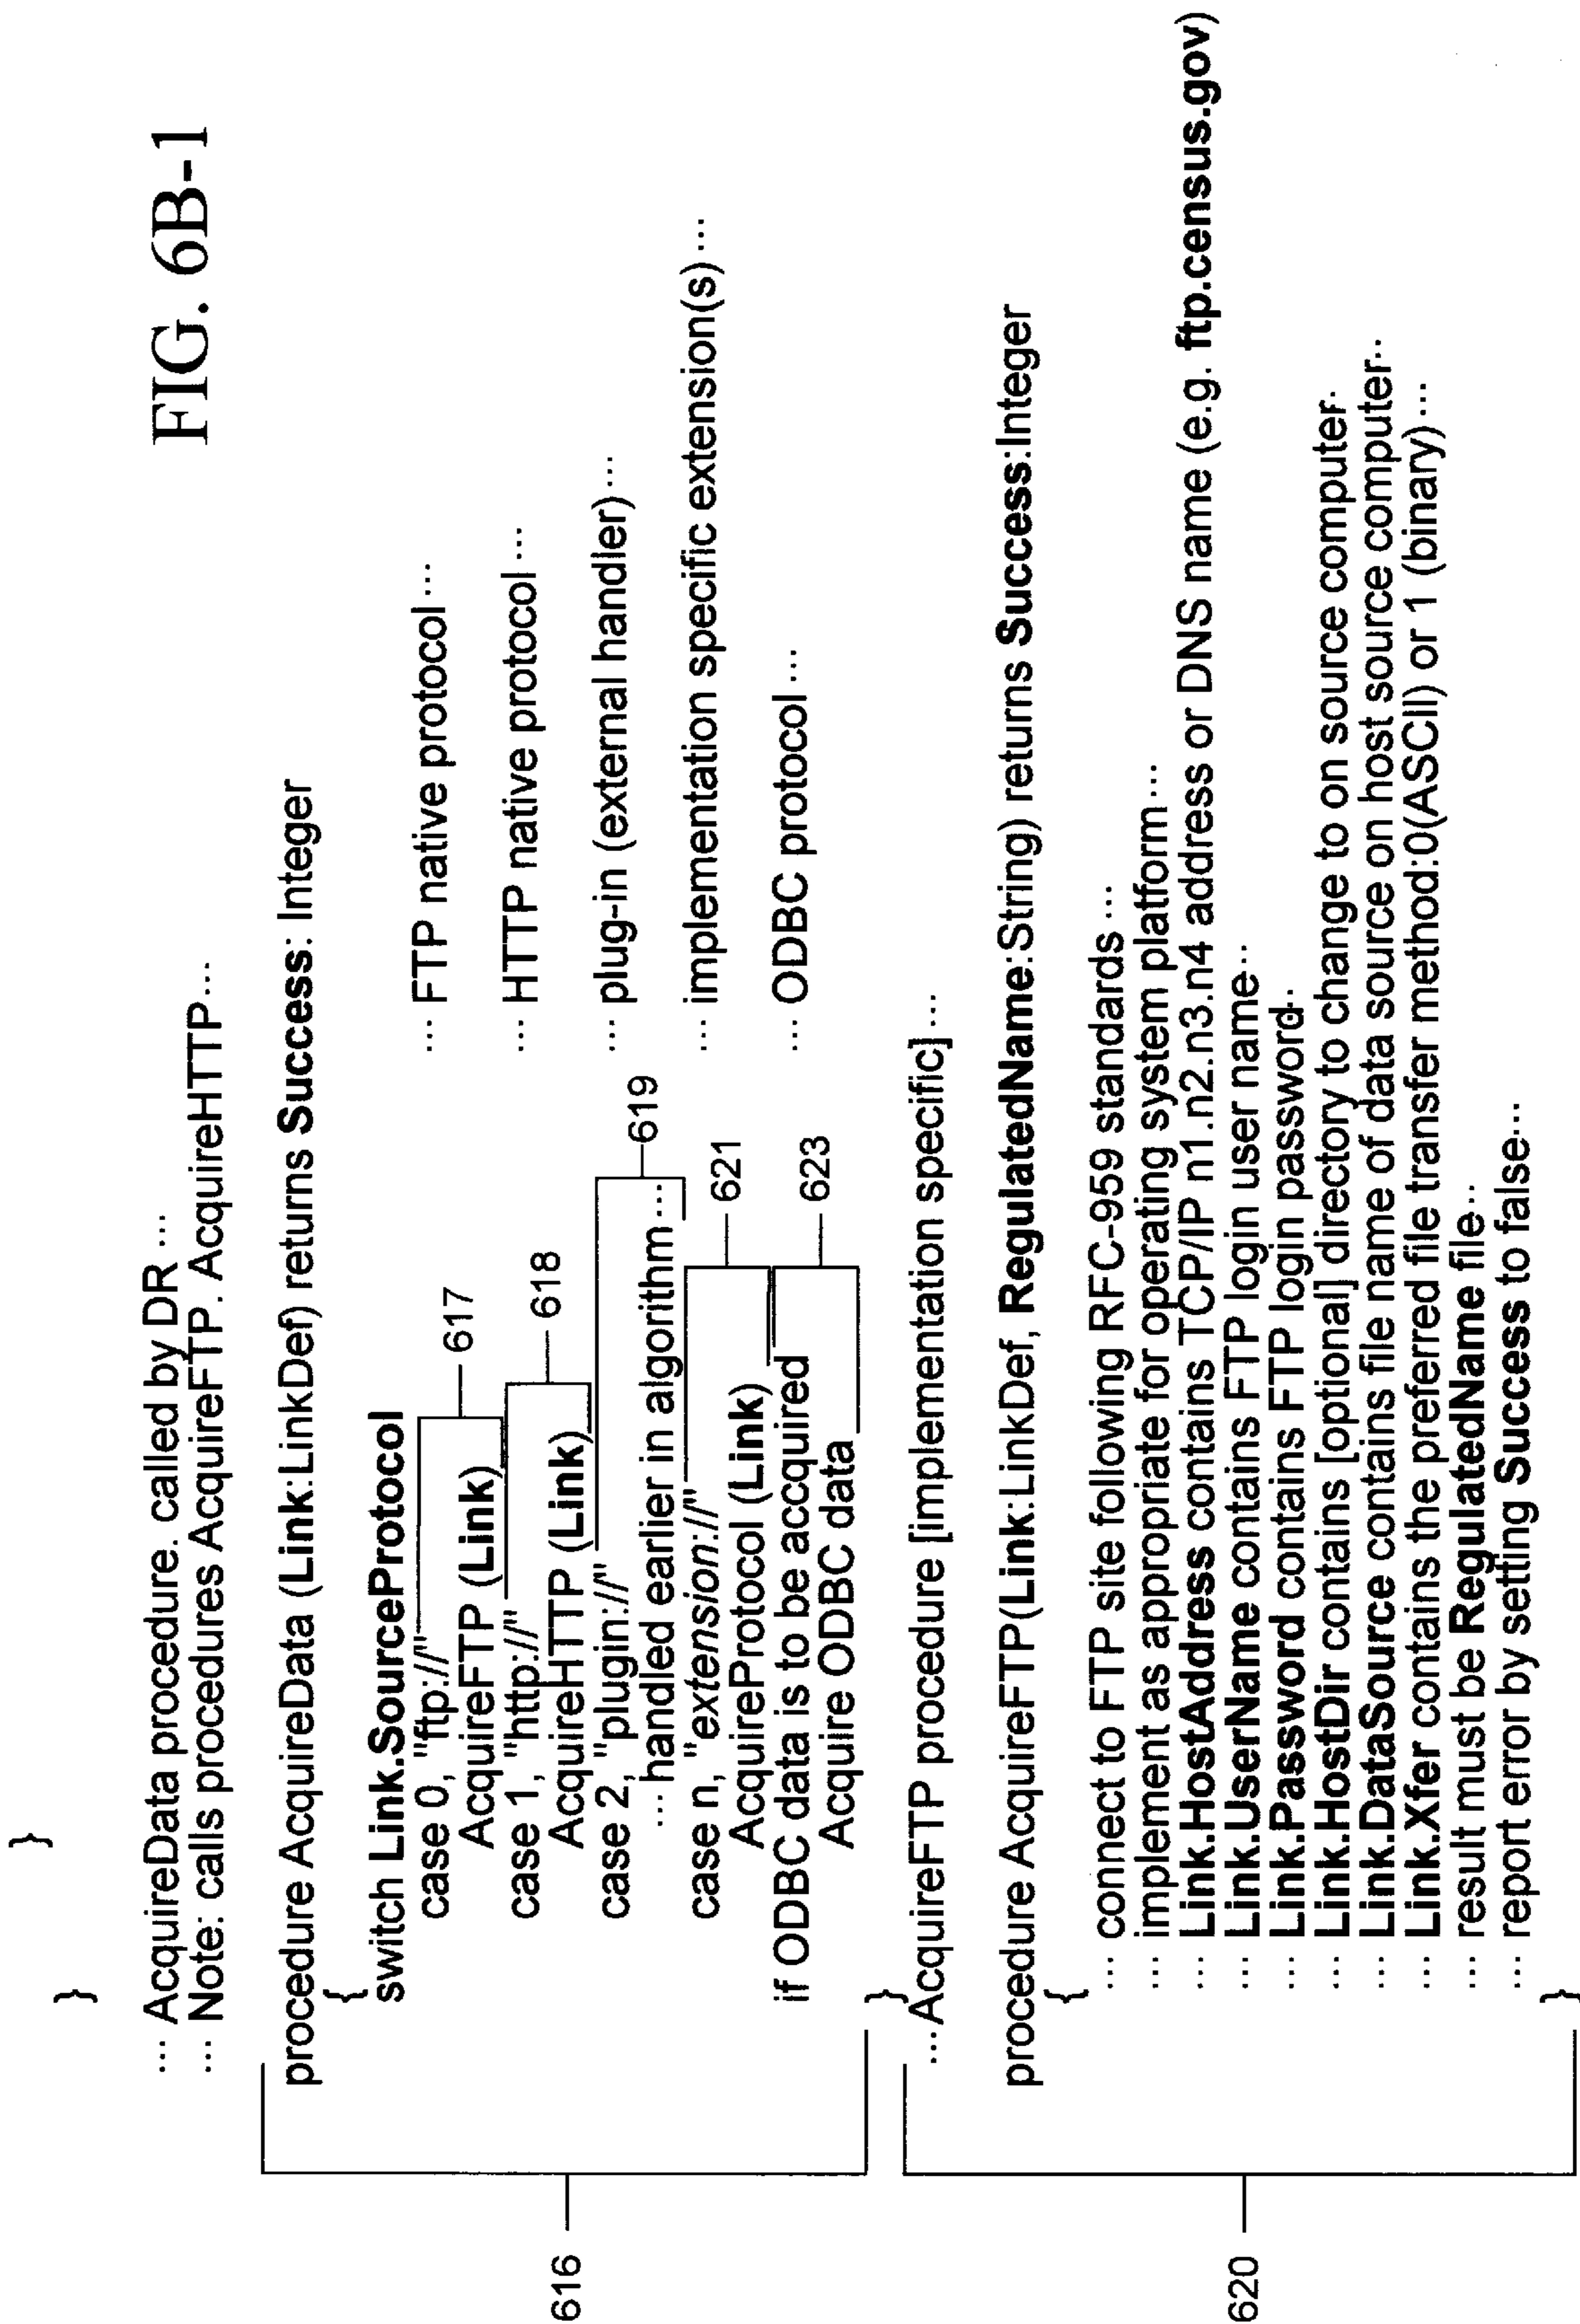 FIG. 6B-1
}
}
... AcquireData procedure. called by DR ...
... Note: calls procedures AcquireFTP. AcquireHTTP...
procedure AcquireData (Link:LinkDef) returns Success: Integer
{
switch Link.SourceProtocol
case 0, "ftp://" ... FTP native protocol ...
AcquireFTP (Link) 617
case 1, "http://" ... HTTP native protocol ...
AcquireHTTP (Link) 618
case 2, "plugin://" ... plug-in (external handler) ...
... handled earlier in algorithm ... 619
case n, "extension://" ... implementation specific extension(s) ...
AcquireProtocol (Link) 621
if ODBC data is to be accquired ... ODBC protocol ...
Acquire ODBC data 623
}
616
... AcquireFTP procedure [implementation specific] ...
procedure AcquireFTP(Link:LinkDef, RegulatedName:String) returns Success:Integer
{
... connect to FTP site following RFC-959 standards ...
... implement as appropriate for operating system platform ...
... Link.HostAddress contains TCP/IP n1.n2.n3.n4 address or DNS name (e.g. ftp.census.gov)
... Link.UserName contains FTP login user name ...
... Link.Password contains FTP login password ...
... Link.HostDir contains [optional] directory to change to on source computer ...
... Link.DataSource contains file name of data source on host source computer ...
... Link.Xfer contains the preferred file transfer method:0(ASCII) or 1 (binary) ...
... result must be RegulatedName file ...
... report error by setting Success to false ...
}
620